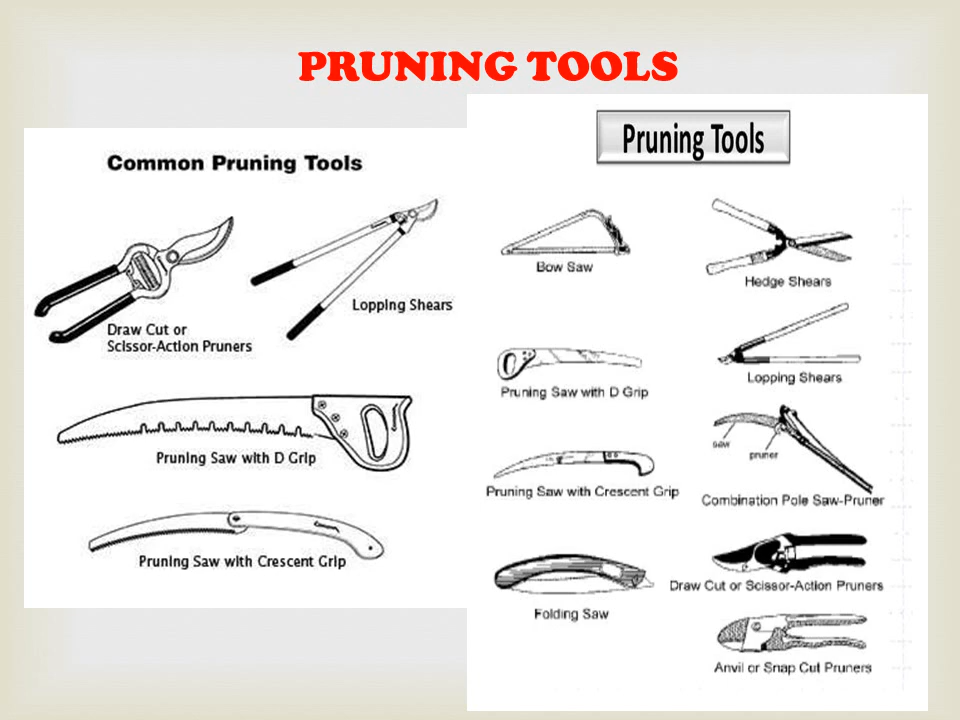 PRUNING TOOLS
Common Pruning Tools
Draw Cut or
Scissor-Action Pruners
Lopping Shears
Pruning Saw with D Grip
Pruning Saw with Crescent Grip
Pruning Tools
Bow Saw
Hedge Shears
Pruning Saw with D Grip
Lopping Shears
saw
pruner
Pruning Saw with Crescent Grip
Combination Pole Saw-Pruner
Folding Saw
Draw Cut or Scissor-Action Pruners
Anvil or Snap Cut Pruners